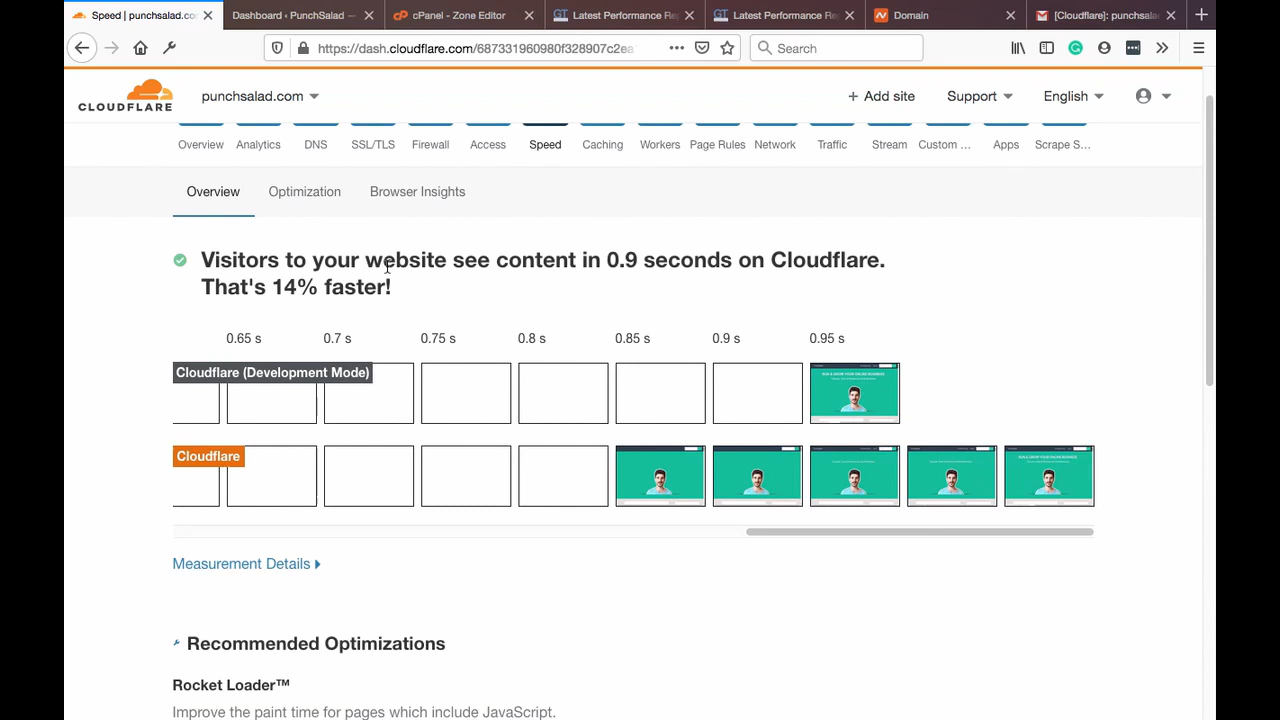 Speed | punchsalad.com
Dashboard ‹ PunchSalad —
cPanel - Zone Editor
Latest Performance Re
Latest Performance Re
Domain
[Cloudflare]: punchsala
https://dash.cloudflare.com/687331960980f328907c2ea
Search
CLOUDFLARE
punchsalad.com
+ Add site
Support
English
Overview
Analytics
DNS
SSL/TLS
Firewall
Access
Speed
Caching
Workers
Page Rules
Network
Traffic
Stream
Custom ...
Apps
Scrape S...
Overview
Optimization
Browser Insights
Visitors to your website see content in 0.9 seconds on Cloudflare.
That's 14% faster!
0.65 s
0.7 s
0.75 s
0.8 s
0.85 s
0.9 s
0.95 s
Cloudflare (Development Mode)
Cloudflare
Measurement Details
Recommended Optimizations
Rocket Loader™
Improve the paint time for pages which include JavaScript.